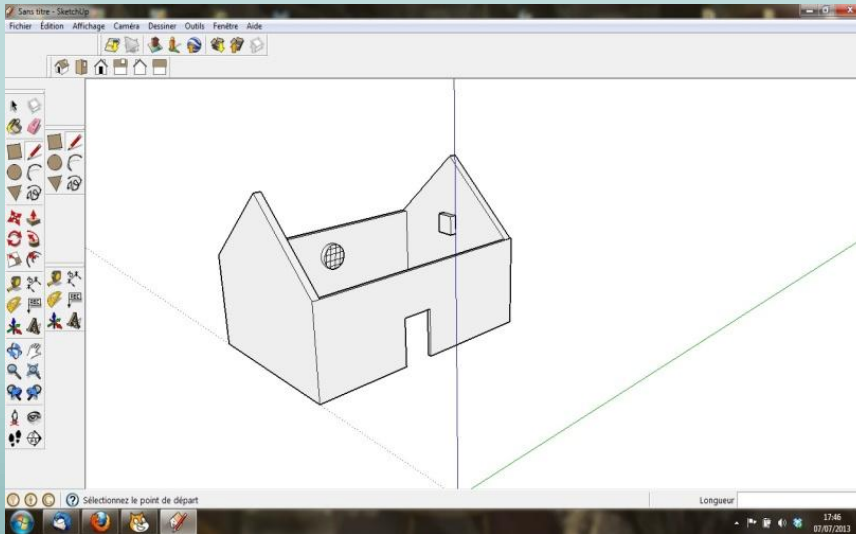 Sans titre - SketchUp
Fichier Édition Affichage Caméra Dessiner Outils Fenêtre Aide
Sélectionnez le point de départ
Longueur
17:46
07/07/2013